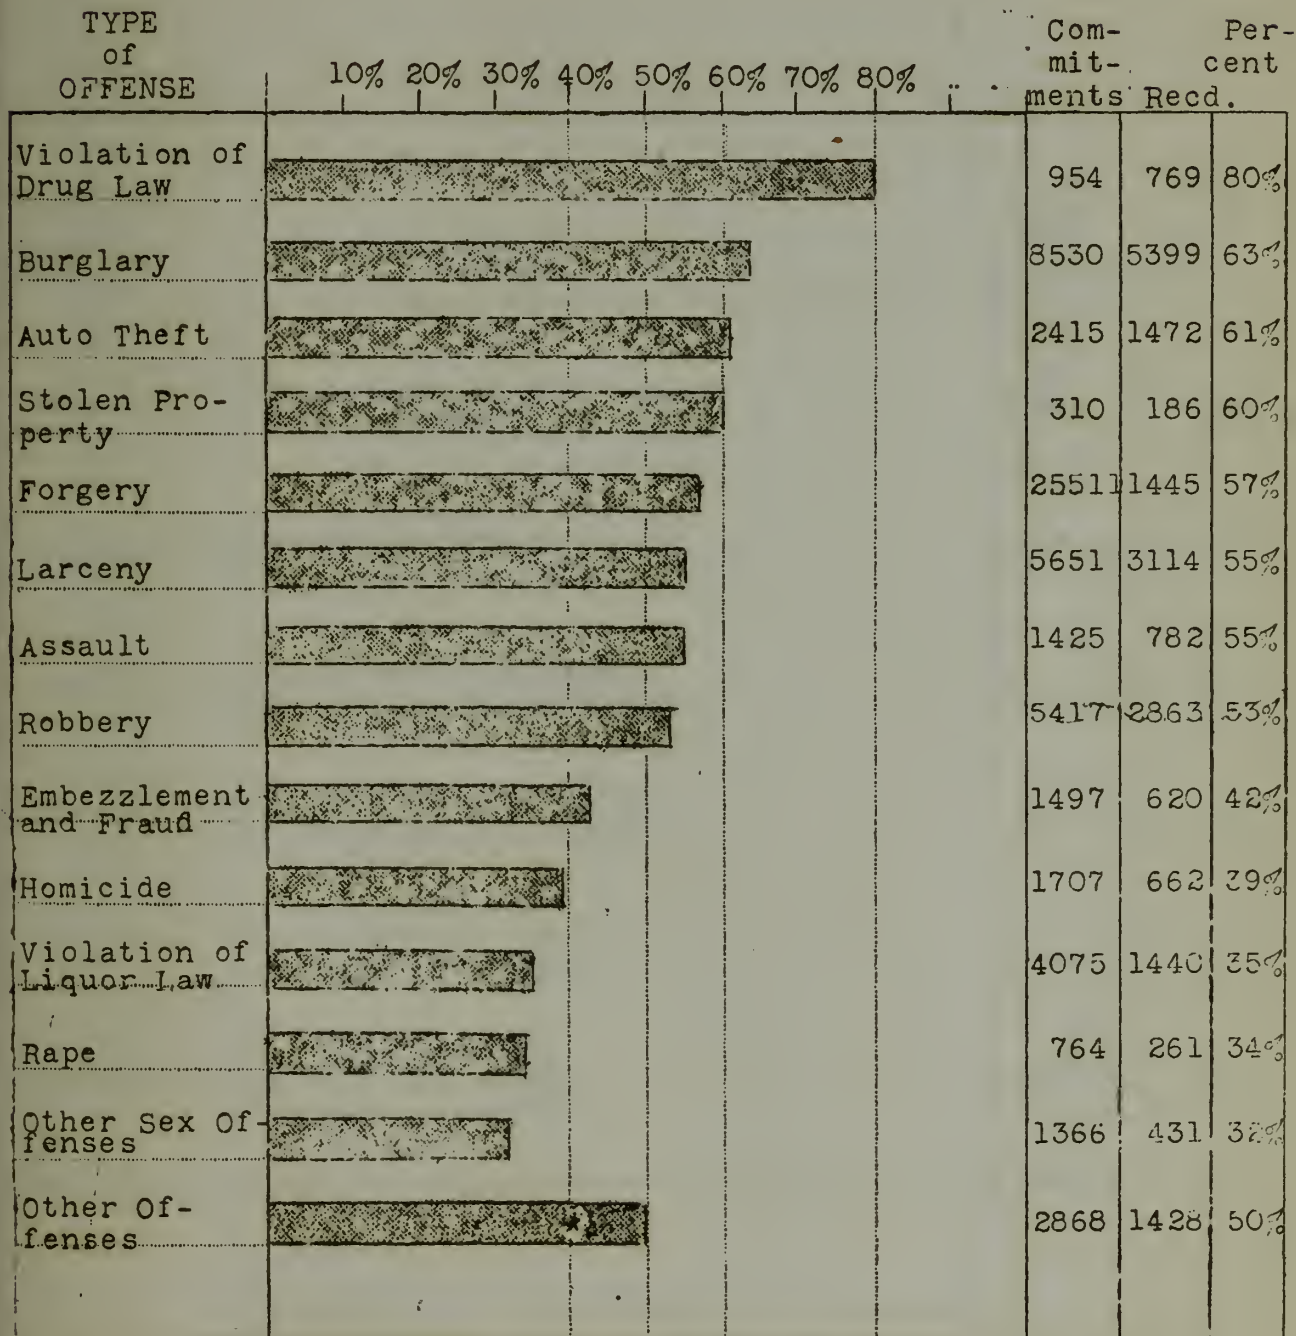 TYPE
of
OFFENSE
10% 20% 30% 40% 50% 60% 70% 80%
Com-
mit-
ments Recd.
Per-
cent
Violation of
Drug Law 954 769 80%
Burglary 8530 5399 63%
Auto Theft 2415 1472 61%
Stolen Pro-
perty 310 186 60%
Forgery 25511 1445 57%
Larceny 5651 3114 55%
Assault 1425 782 55%
Robbery 5417 2863 53%
Embezzlement
and Fraud 1497 620 42%
Homicide 1707 662 39%
Violation of
Liquor Law 4075 1440 35%
Rape 764 261 34%
Other Sex Of-
fenses 1366 431 32%
Other Of-
fenses 2868 1428 50%